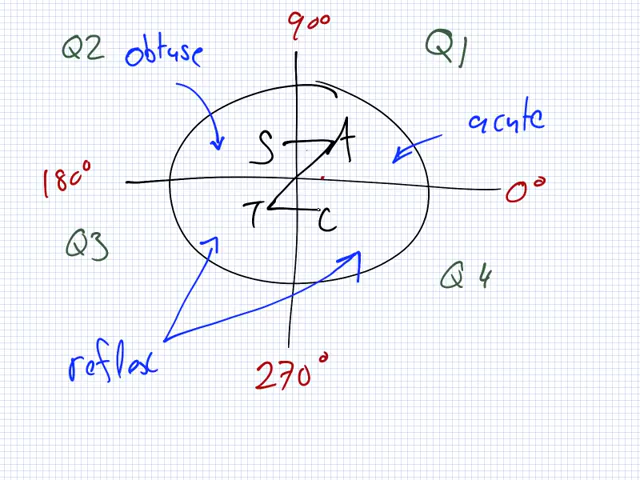 90°
Q2 obtuse
Q1
acute
S A
180°
0°
T C
Q3
Q4
reflex
270°